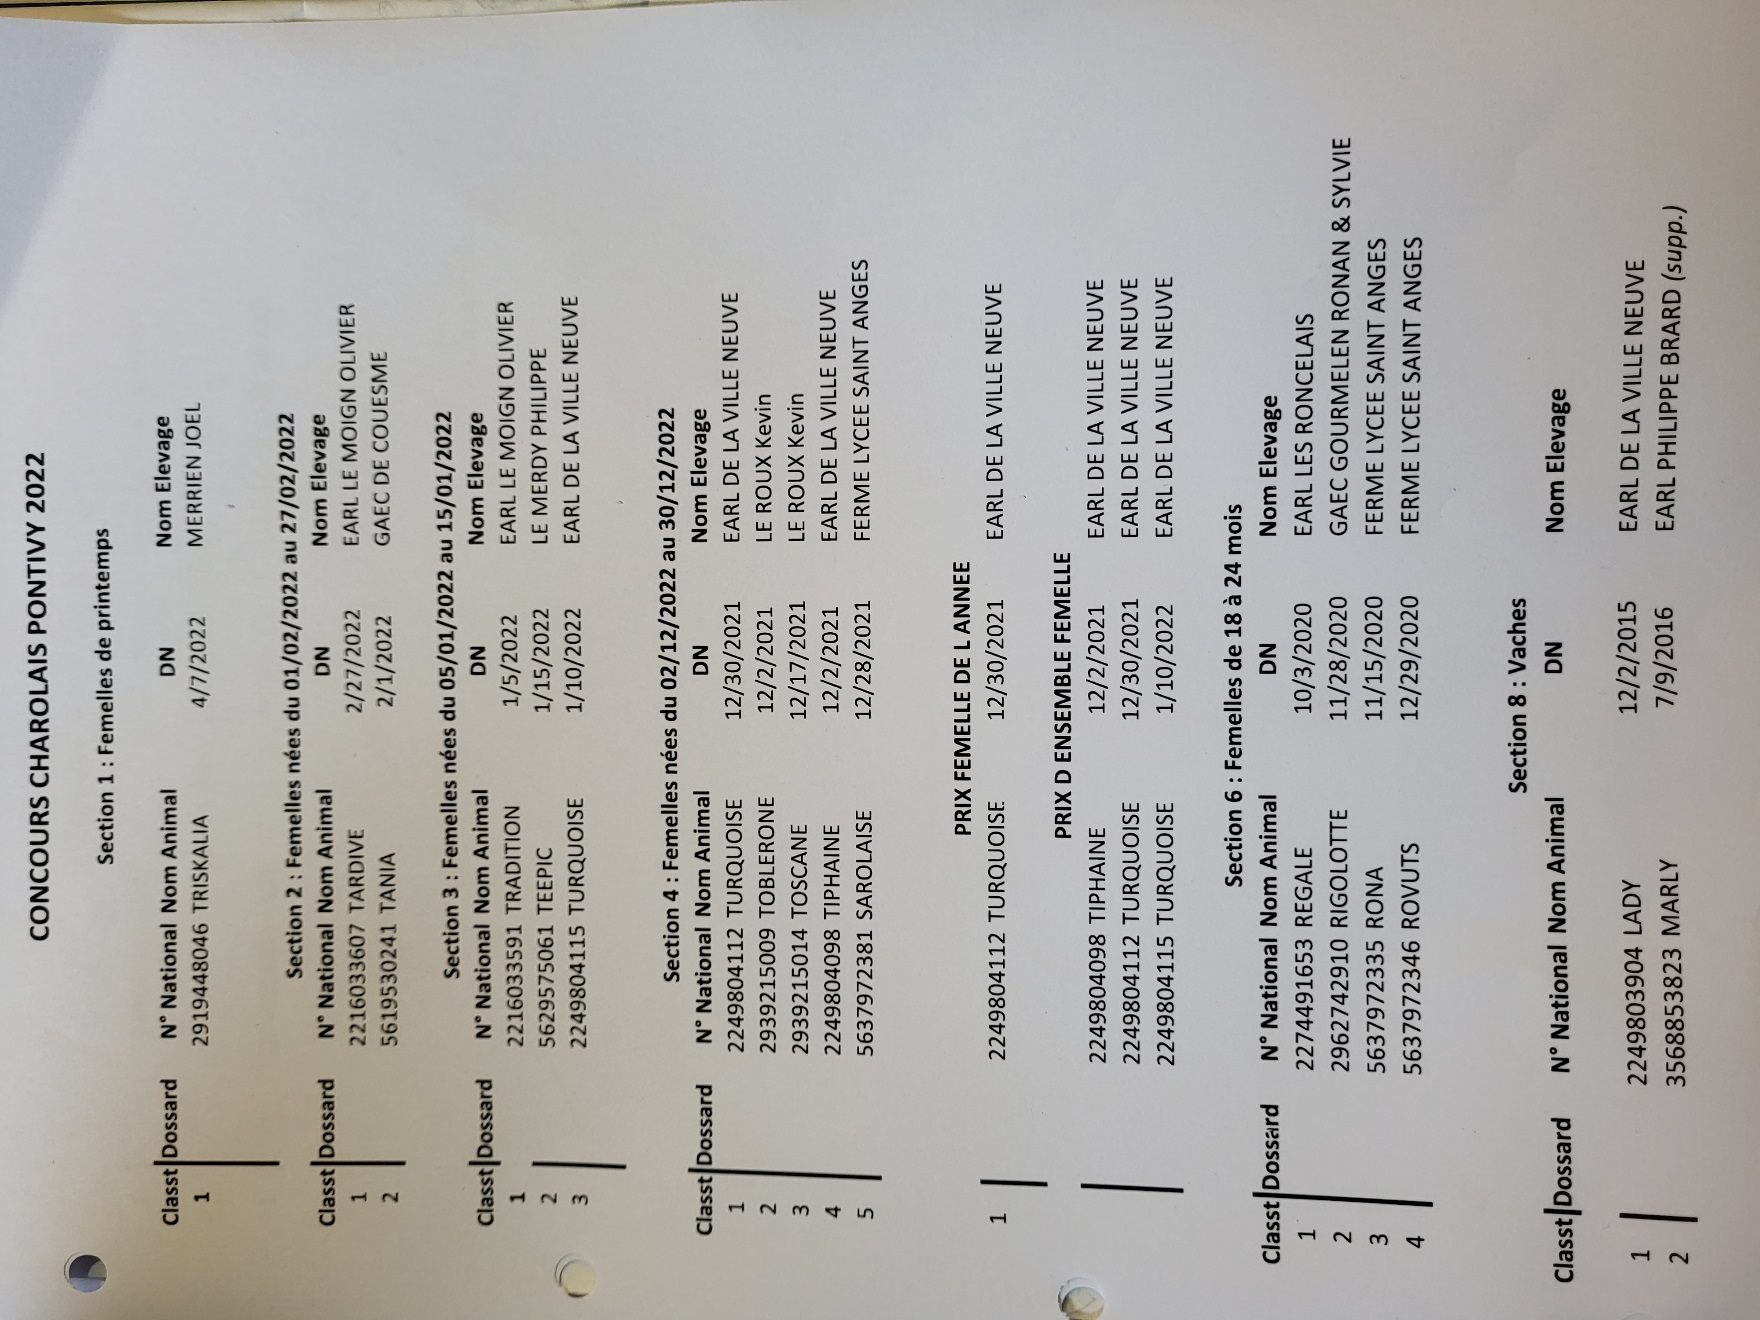 CONCOURS CHAROLAIS PONTIVY 2022
Section 1 : Femelles de printemps
Classt Dossard N° National Nom Animal DN Nom Elevage
1 2919448046 TRISKALIA 4/7/2022 MERRIEN JOEL
Section 2 : Femelles nées du 01/02/2022 au 27/02/2022
Classt Dossard N° National Nom Animal DN Nom Elevage
1 2216033607 TARDIVE 2/27/2022 EARL LE MOIGN OLIVIER
2 5619530241 TANIA 2/1/2022 GAEC DE COUESME
Section 3 : Femelles nées du 05/01/2022 au 15/01/2022
Classt Dossard N° National Nom Animal DN Nom Elevage
1 2216033591 TRADITION 1/5/2022 EARL LE MOIGN OLIVIER
2 5629575061 TEEPIC 1/15/2022 LE MERDY PHILIPPE
3 2249804115 TURQUOISE 1/10/2022 EARL DE LA VILLE NEUVE
Section 4 : Femelles nées du 02/12/2022 au 30/12/2022
Classt Dossard N° National Nom Animal DN Nom Elevage
1 2249804112 TURQUOISE 12/30/2021 EARL DE LA VILLE NEUVE
2 2939215009 TOBLERONE 12/2/2021 LE ROUX Kevin
3 2939215014 TOSCANE 12/17/2021 LE ROUX Kevin
4 2249804098 TIPHAINE 12/2/2021 EARL DE LA VILLE NEUVE
5 5637972381 SAROLAISE 12/28/2021 FERME LYCEE SAINT ANGES
PRIX FEMELLE DE L ANNEE
1 2249804112 TURQUOISE 12/30/2021 EARL DE LA VILLE NEUVE
PRIX D ENSEMBLE FEMELLE
2249804098 TIPHAINE 12/2/2021 EARL DE LA VILLE NEUVE
2249804112 TURQUOISE 12/30/2021 EARL DE LA VILLE NEUVE
2249804115 TURQUOISE 1/10/2022 EARL DE LA VILLE NEUVE
Section 6 : Femelles de 18 à 24 mois
Classt Dossard N° National Nom Animal DN Nom Elevage
1 2274491653 REGALE 10/3/2020 EARL LES RONCELAIS
2 2962742910 RIGOLOTTE 11/28/2020 GAEC GOURMELEN RONAN & SYLVIE
3 5637972335 RONA 11/15/2020 FERME LYCEE SAINT ANGES
4 5637972346 ROVUTS 12/29/2020 FERME LYCEE SAINT ANGES
Section 8 : Vaches
Classt Dossard N° National Nom Animal DN Nom Elevage
1 2249803904 LADY 12/2/2015 EARL DE LA VILLE NEUVE
2 3568853823 MARLY 7/9/2016 EARL PHILIPPE BRARD (supp.)